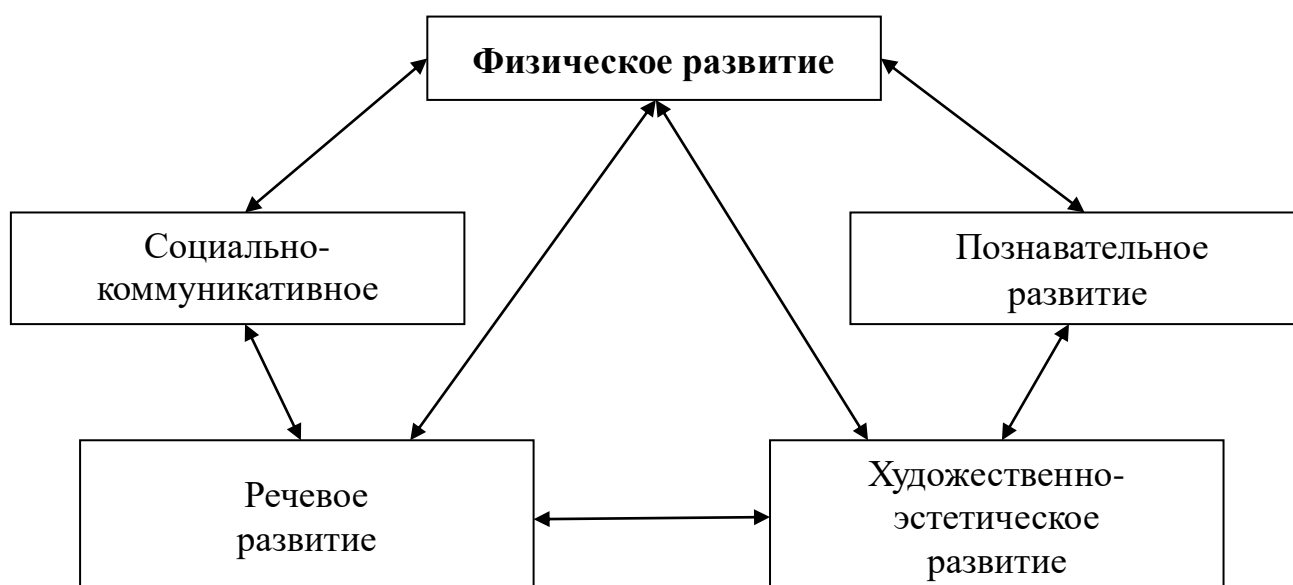 Физическое развитие
Социально-
коммуникативное
Познавательное
развитие
Речевое
развитие
Художественно-
эстетическое
развитие